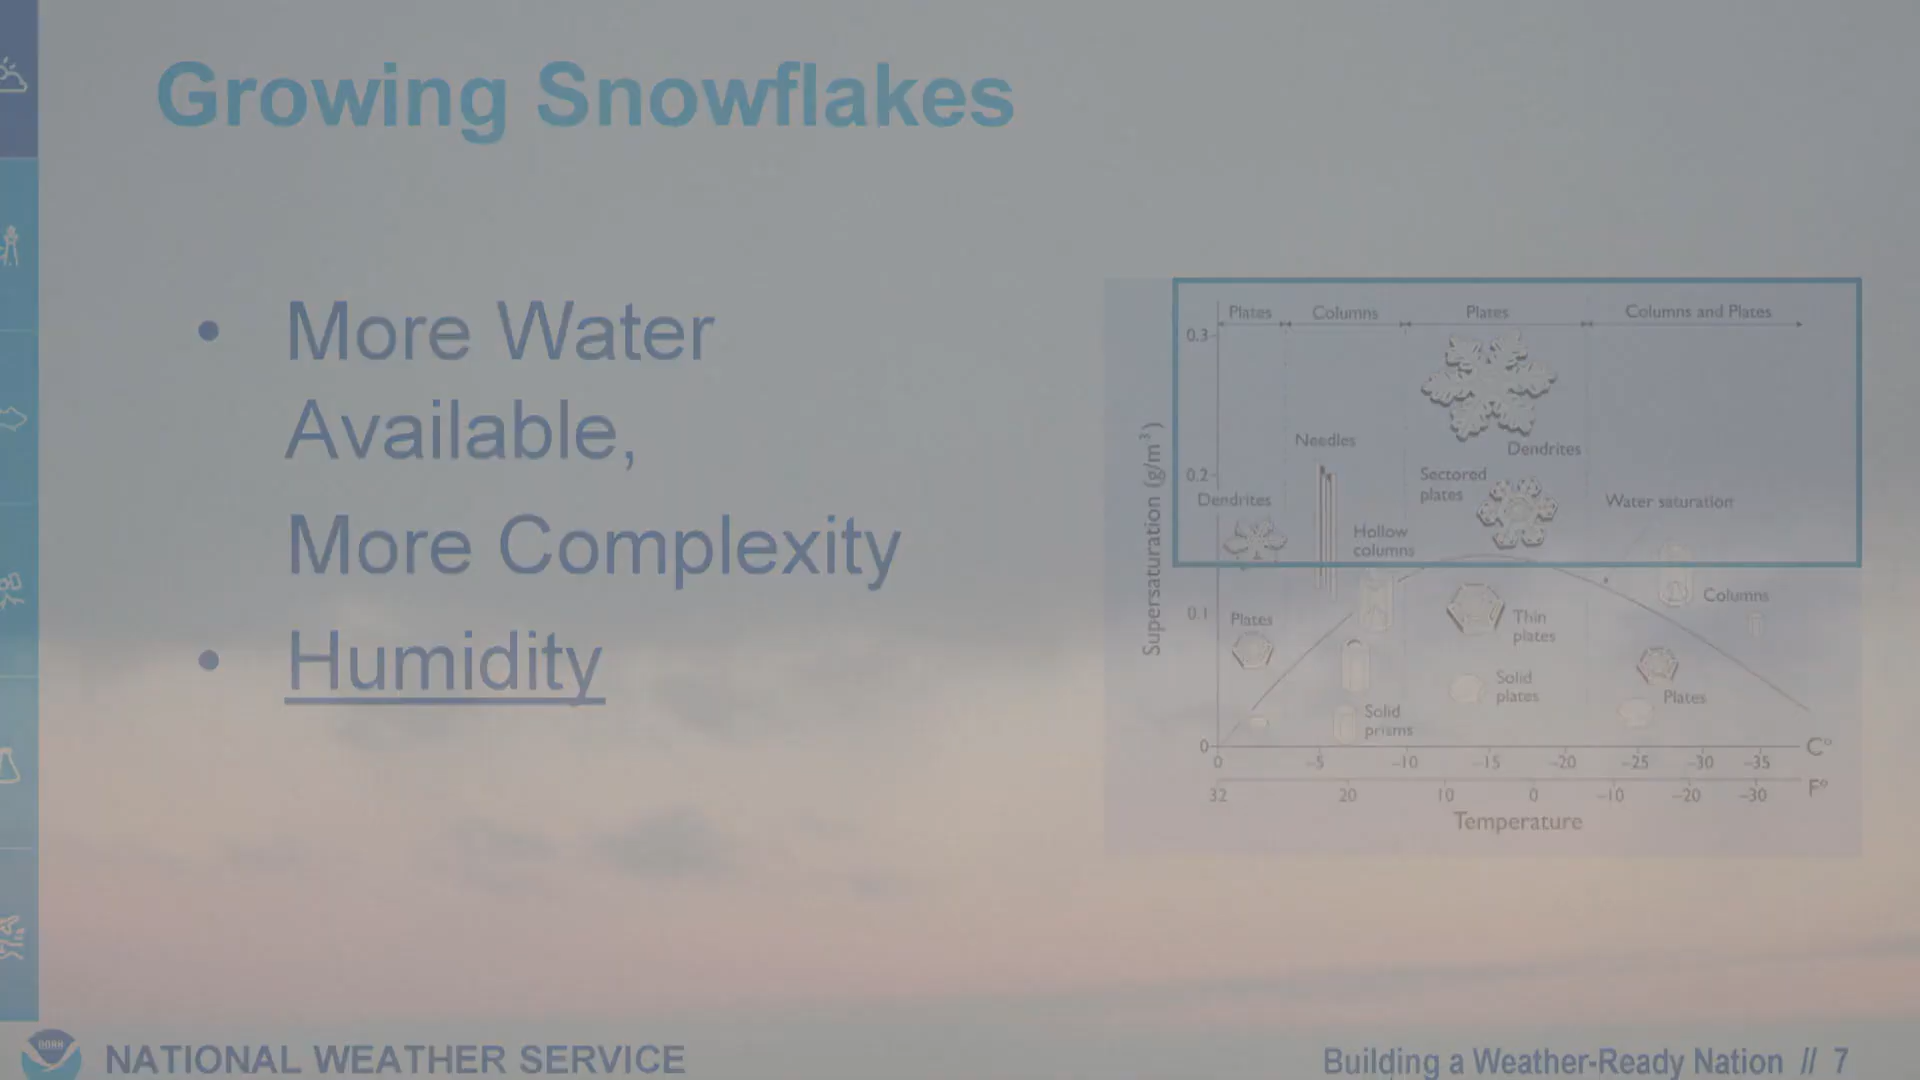 Growing Snowflakes
• More Water
Available,
More Complexity
• Humidity
Plates
Columns
Plates
Columns and Plates
0.3
Dendrites
Needles
Sectored
plates
0.2
Dendrites
Water saturation
Hollow
columns
Supersaturation (g/m³)
Columns
0.1
Plates
Thin
plates
Solid
plates
Plates
Solid
prisms
0
C°
0 -5 -10 -15 -20 -25 -30 -35
F°
32 20 10 0 -10 -20 -30
Temperature
NOAA
NATIONAL WEATHER SERVICE
Building a Weather-Ready Nation // 7